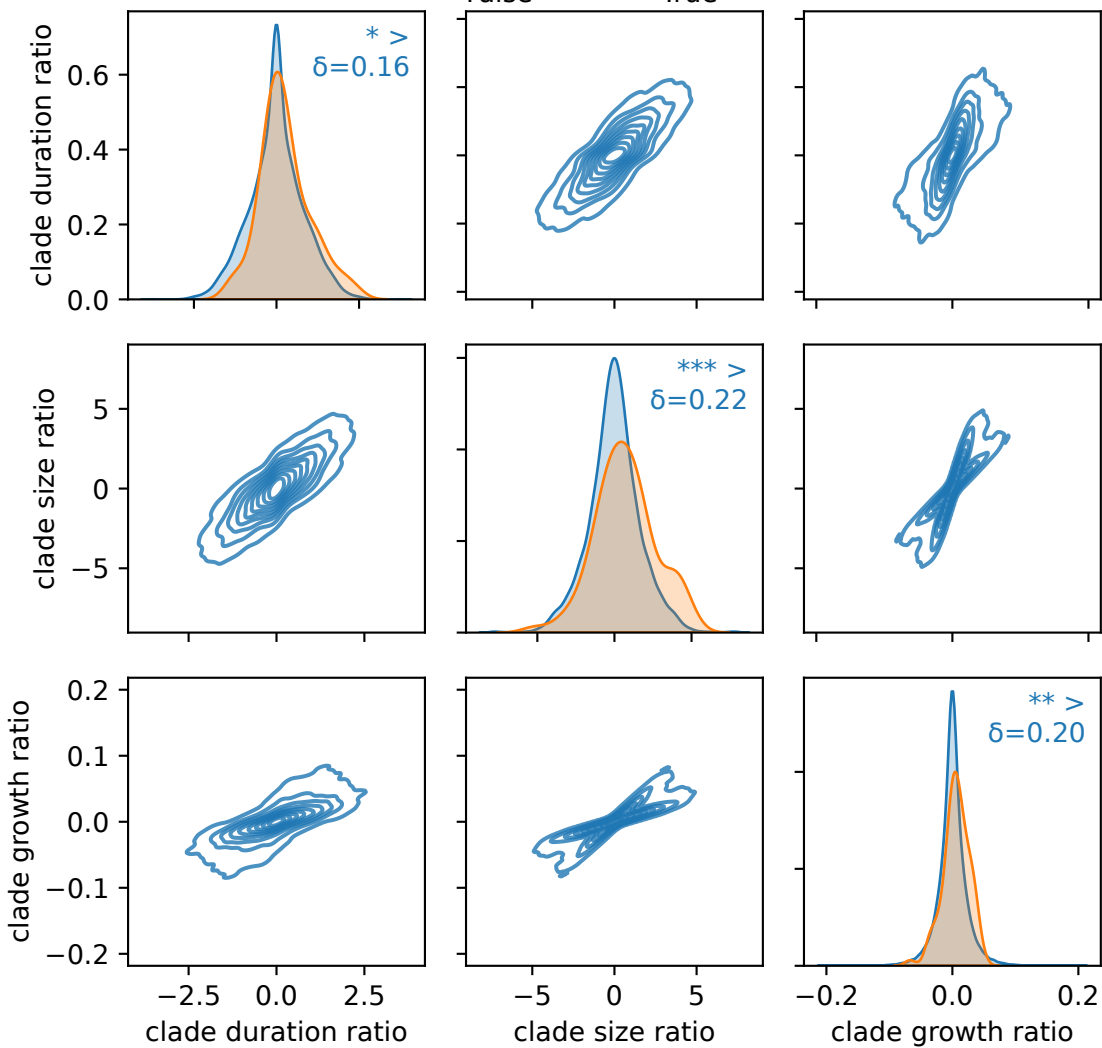 clade duration ratio
0.6
0.4
0.2
0.0
* >
δ=0.16
clade size ratio
5
0
−5
*** >
δ=0.22
clade growth ratio
0.2
0.1
0.0
−0.1
−0.2
** >
δ=0.20
−2.5 0.0 2.5
−5 0 5
−0.2 0.0 0.2
clade duration ratio
clade size ratio
clade growth ratio